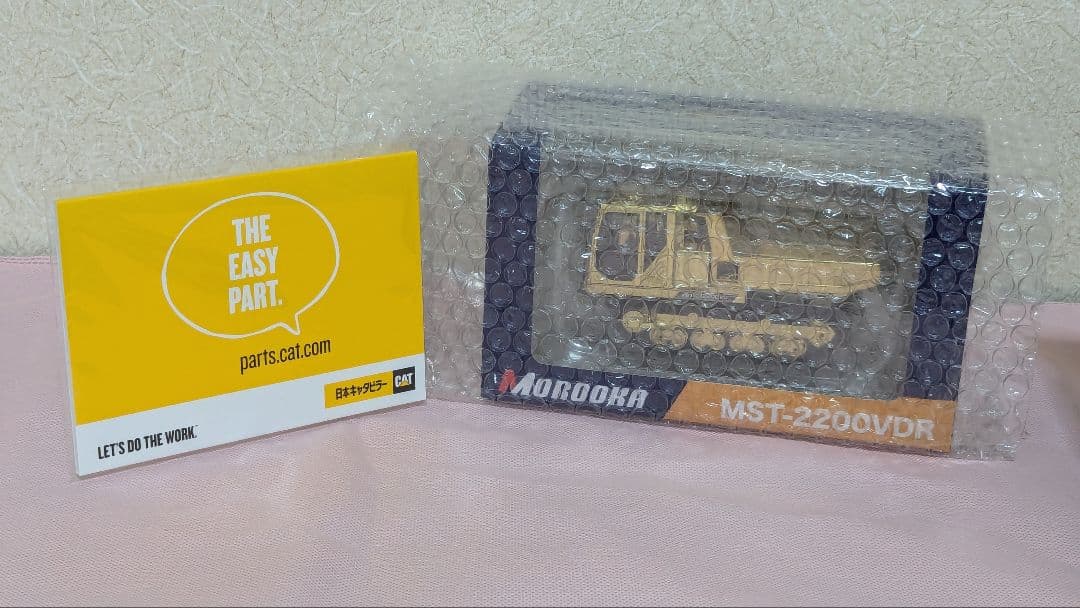 THE
EASY
PART.
parts.cat.com
日本キャタピラー CAT
LET'S DO THE WORK.™
MOROOKA
MST-2200VDR